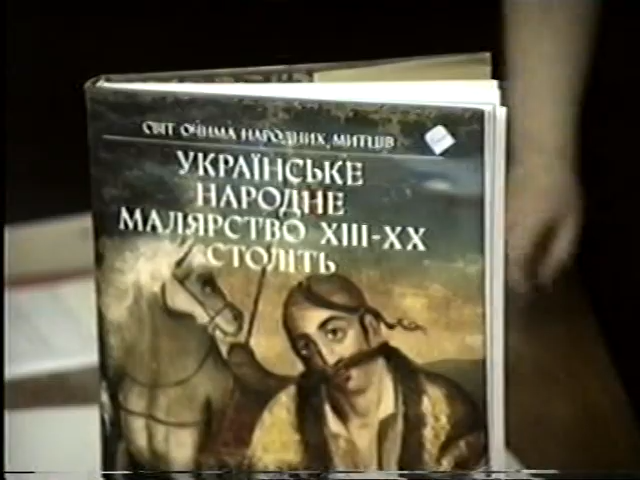 СВІТ ОЧИМА НАРОДНИХ МИТЦІВ
УКРАЇНСЬКЕ
НАРОДНЕ
МАЛЯРСТВО XIII-XX
СТОЛІТЬ